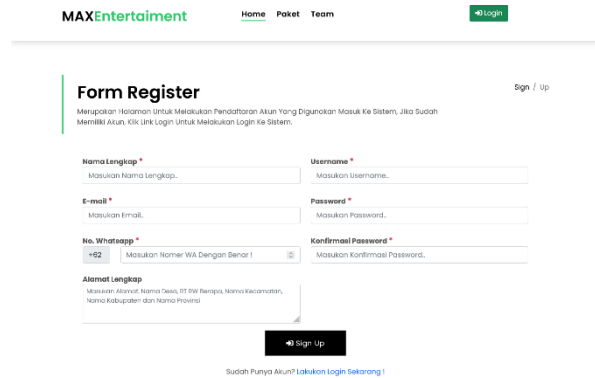 MAXEntertaiment Home Paket Team Login
Form Register
Sign / Up
Merupakan Halaman Untuk Melakukan Pendaftaran Akun Yang Digunakan Masuk Ke Sistem, Jika Sudah
Memiliki Akun. Klik Link Login Untuk Melakukan Login Ke Sistem.
Nama Lengkap *
Masukan Nama Lengkap..
Username *
Masukan Username..
E-mail *
Masukan Email..
Password *
Masukan Password..
No. Whatsapp *
+62 Masukan Nomer WA Dengan Benar !
Konfirmasi Password *
Masukan Konfirmasi Password..
Alamat Lengkap
Masukan Alamat, Nama Desa, RT RW Berapa, Nama Kecamatan,
Nama Kabupaten dan Nama Provinsi
Sign Up
Sudah Punya Akun? Lakukan Login Sekarang !